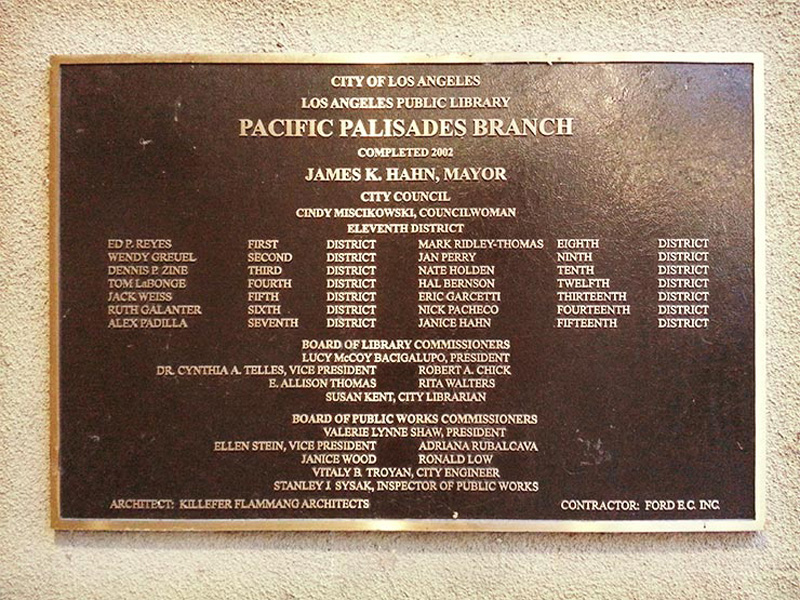 CITY OF LOS ANGELES
LOS ANGELES PUBLIC LIBRARY
PACIFIC PALISADES BRANCH
COMPLETED 2002
JAMES K. HAHN, MAYOR
CITY COUNCIL
CINDY MISCIKOWSKI, COUNCILWOMAN
ELEVENTH DISTRICT
ED P. REYES FIRST DISTRICT MARK RIDLEY-THOMAS EIGHTH DISTRICT
WENDY GREUEL SECOND DISTRICT JAN PERRY NINTH DISTRICT
DENNIS P. ZINE THIRD DISTRICT NATE HOLDEN TENTH DISTRICT
TOM LaBONGE FOURTH DISTRICT HAL BERNSON TWELFTH DISTRICT
JACK WEISS FIFTH DISTRICT ERIC GARCETTI THIRTEENTH DISTRICT
RUTH GALANTER SIXTH DISTRICT NICK PACHECO FOURTEENTH DISTRICT
ALEX PADILLA SEVENTH DISTRICT JANICE HAHN FIFTEENTH DISTRICT
BOARD OF LIBRARY COMMISSIONERS
LUCY McCOY BACIGALUPO, PRESIDENT
DR. CYNTHIA A. TELLES, VICE PRESIDENT ROBERT A. CHICK
E. ALLISON THOMAS RITA WALTERS
SUSAN KENT, CITY LIBRARIAN
BOARD OF PUBLIC WORKS COMMISSIONERS
VALERIE LYNNE SHAW, PRESIDENT
ELLEN STEIN, VICE PRESIDENT ADRIANA RUBALCAVA
JANICE WOOD RONALD LOW
VITALY B. TROYAN, CITY ENGINEER
STANLEY J. SYSAK, INSPECTOR OF PUBLIC WORKS
ARCHITECT: KILLEFER FLAMMANG ARCHITECTS CONTRACTOR: FORD E.C. INC.